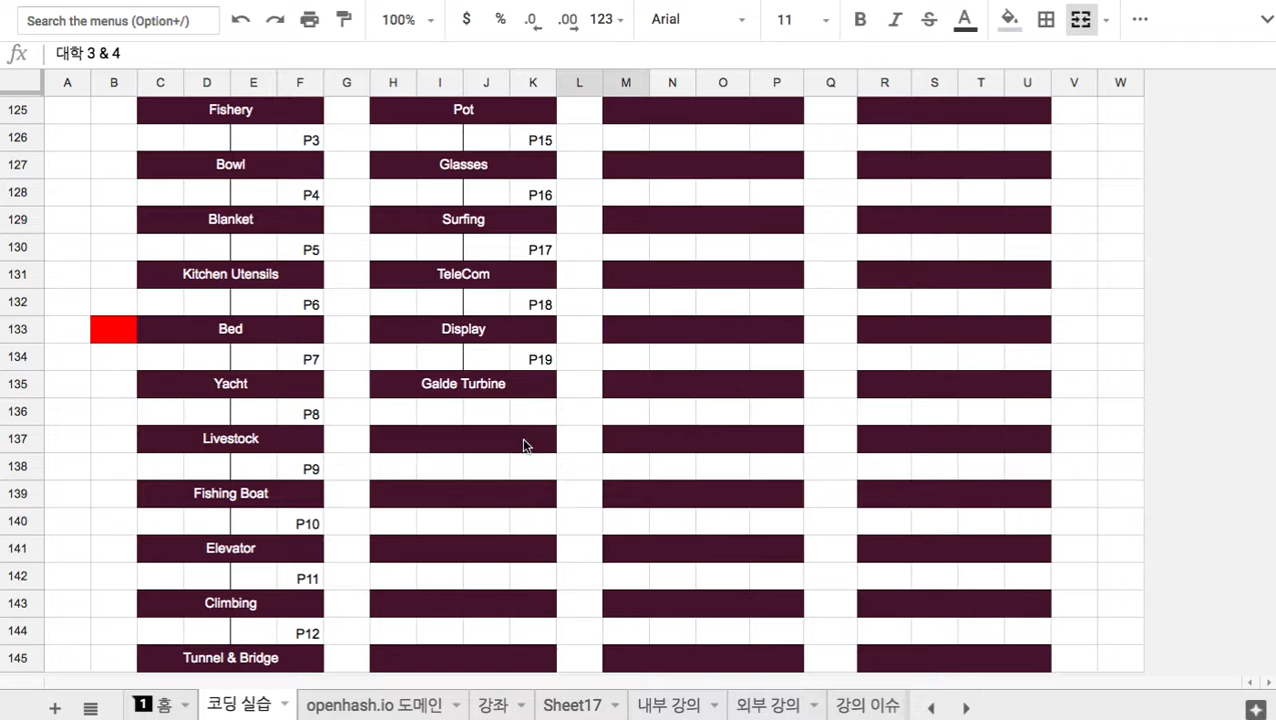 Search the menus (Option+/) 100% $ % .0 .00 123 Arial 11 B I S A
fx 대학 3 & 4
A B C D E F G H I J K L M N O P Q R S T U V W
125 Fishery Pot
126 P3 P15
127 Bowl Glasses
128 P4 P16
129 Blanket Surfing
130 P5 P17
131 Kitchen Utensils TeleCom
132 P6 P18
133 Bed Display
134 P7 P19
135 Yacht Galde Turbine
136 P8
137 Livestock
138 P9
139 Fishing Boat
140 P10
141 Elevator
142 P11
143 Climbing
144 P12
145 Tunnel & Bridge
1 홈 코딩 실습 openhash.io 도메인 강좌 Sheet17 내부 강의 외부 강의 강의 이슈